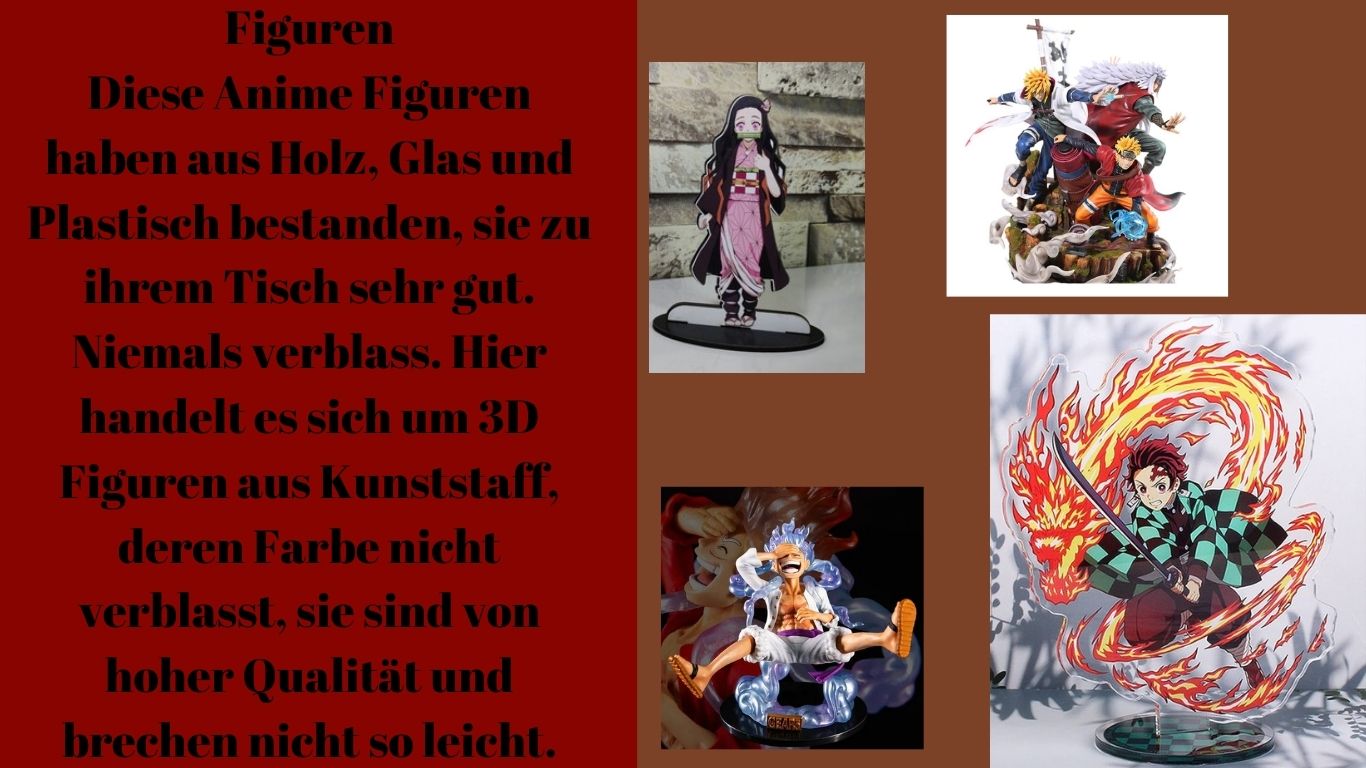 Figuren
Diese Anime Figuren
haben aus Holz, Glas und
Plastisch bestanden, sie zu
ihrem Tisch sehr gut.
Niemals verblass. Hier
handelt es sich um 3D
Figuren aus Kunststaff,
deren Farbe nicht
verblasst, sie sind von
hoher Qualität und
brechen nicht so leicht.